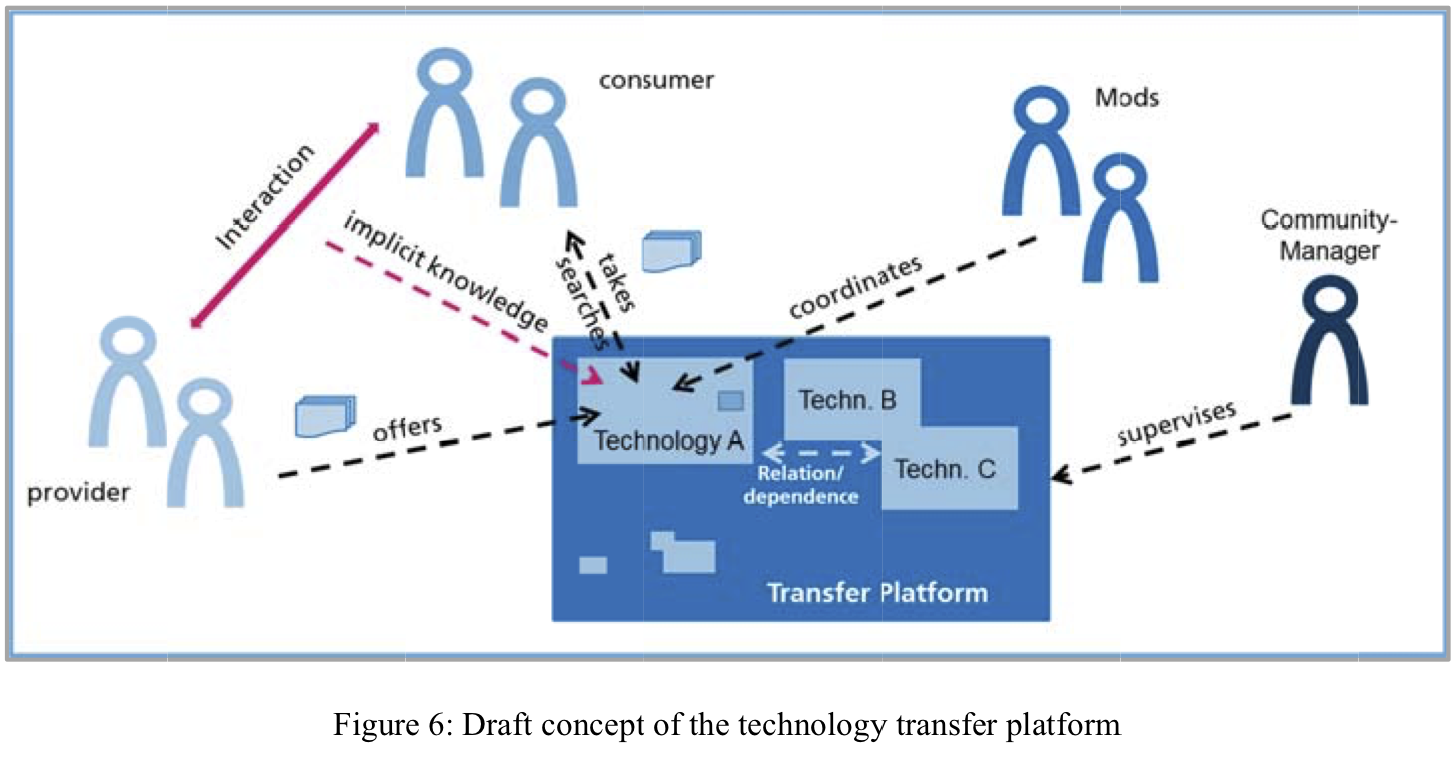 consumer
Mods
Interaction
implicit knowledge
takes
searches
coordinates
Community-
Manager
provider
offers
supervises
Technology A
Techn. B
Techn. C
Relation/
dependence
Transfer Platform
Figure 6: Draft concept of the technology transfer platform